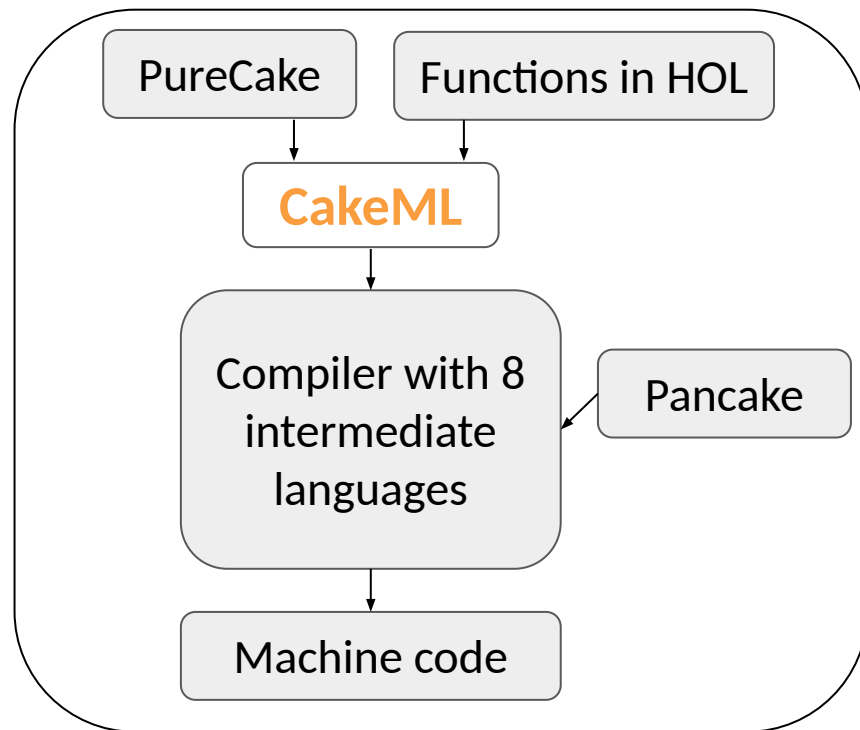 PureCake
Functions in HOL
CakeML
Compiler with 8
intermediate
languages
Pancake
Machine code